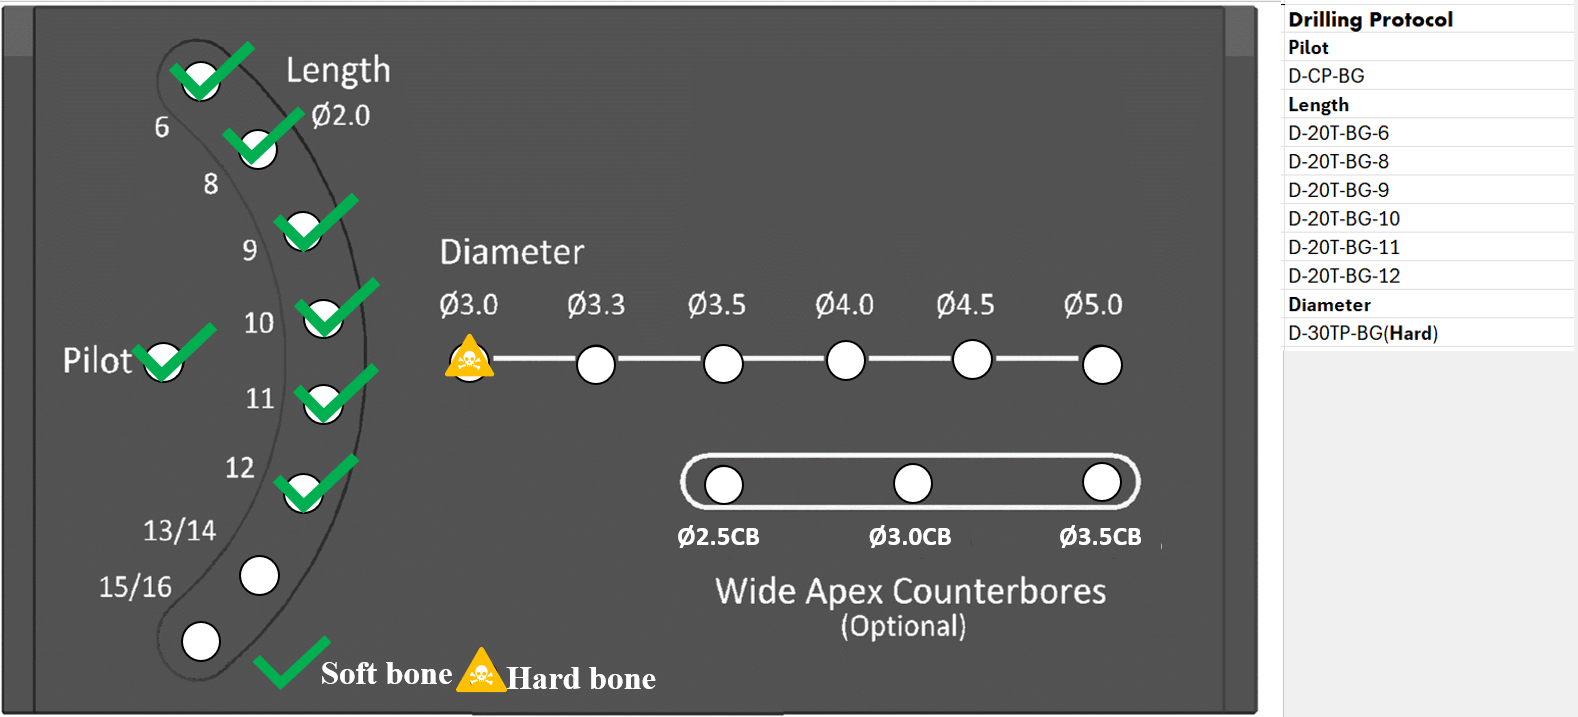 Length
Ø2.0
6
8
9
10
Pilot
11
12
13/14
15/16
Diameter
Ø3.0 Ø3.3 Ø3.5 Ø4.0 Ø4.5 Ø5.0
Ø2.5CB Ø3.0CB Ø3.5CB
Wide Apex Counterbores
(Optional)
Soft bone Hard bone
Drilling Protocol
Pilot
D-CP-BG
Length
D-20T-BG-6
D-20T-BG-8
D-20T-BG-9
D-20T-BG-10
D-20T-BG-11
D-20T-BG-12
Diameter
D-30TP-BG(Hard)